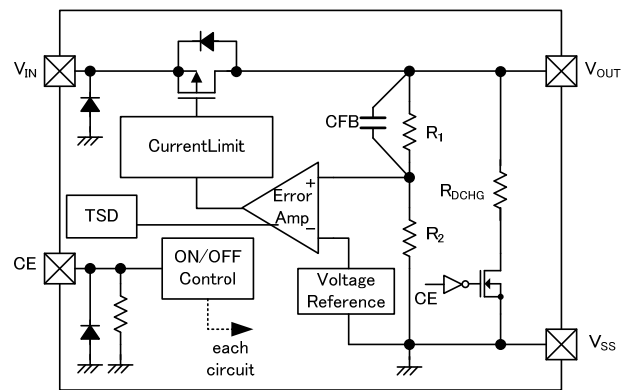 VIN
VOUT
CFB
R1
CurrentLimit
RDCHG
Error
+
Amp
−
TSD
R2
CE
ON/OFF
Control
Voltage
Reference
CE
each
circuit
VSS